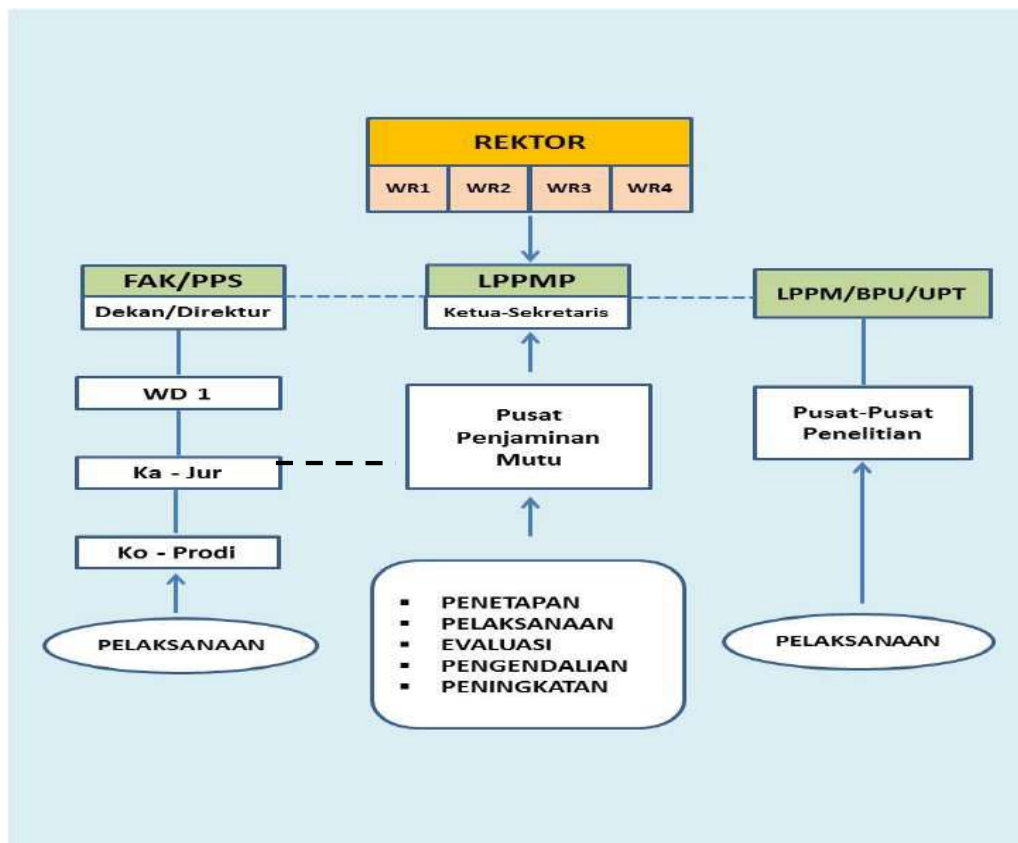 REKTOR
WR1 WR2 WR3 WR4
FAK/PPS
Dekan/Direktur
LPPMP
Ketua-Sekretaris
LPPM/BPU/UPT
WD 1
Ka - Jur
Ko - Prodi
PELAKSANAAN
Pusat
Penjaminan
Mutu
▪ PENETAPAN
▪ PELAKSANAAN
▪ EVALUASI
▪ PENGENDALIAN
▪ PENINGKATAN
Pusat-Pusat
Penelitian
PELAKSANAAN